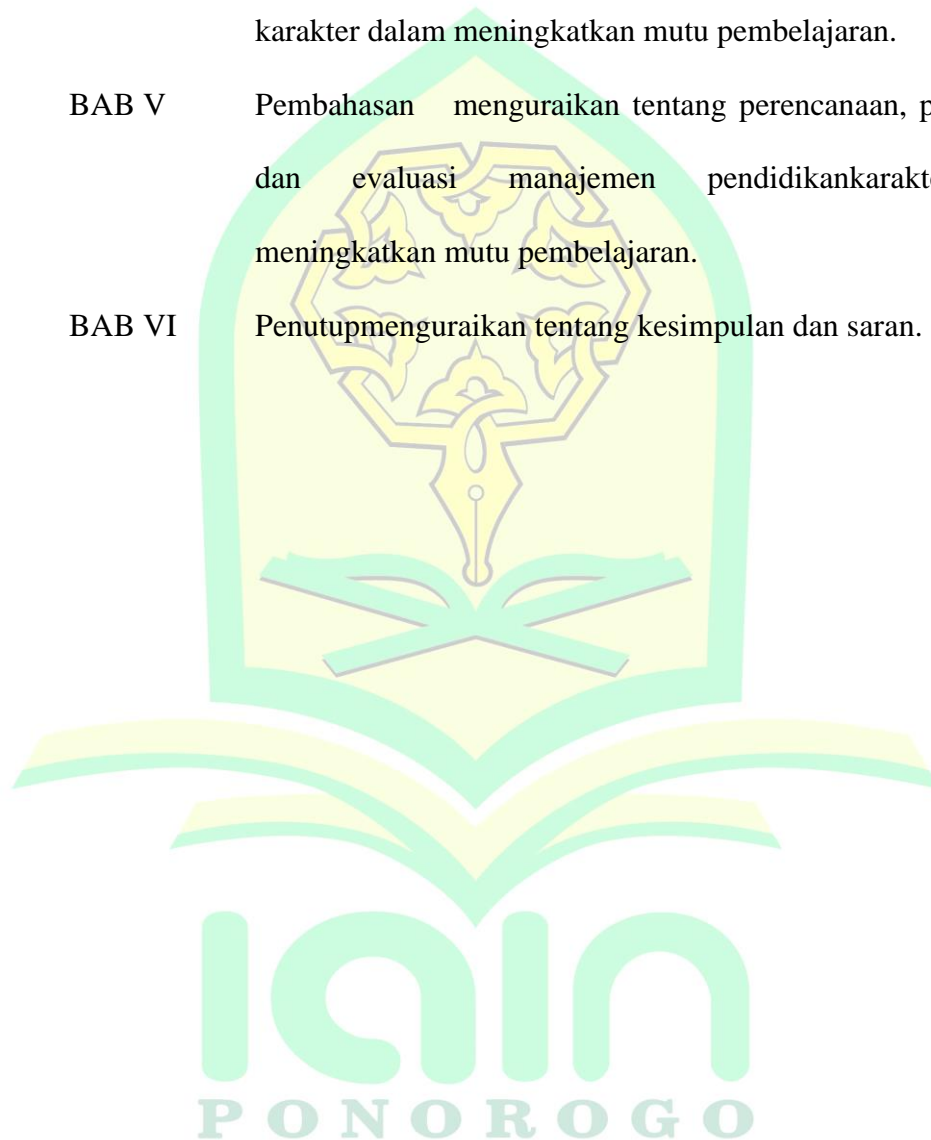 karakter dalam meningkatkan mutu pembelajaran.
BAB V Pembahasan menguraikan tentang perencanaan, p
dan evaluasi manajemen pendidikankarakt
meningkatkan mutu pembelajaran.
BAB VI Penutupmenguraikan tentang kesimpulan dan saran.
iain
PONOROGO